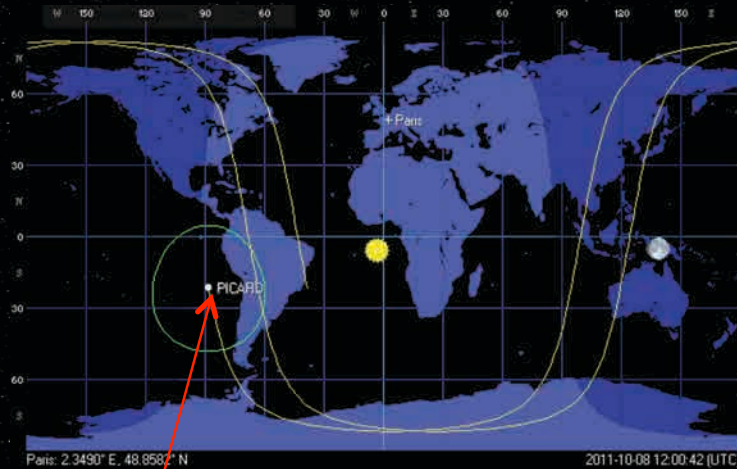 W 150 120 90 60 30 W 0 E 30 60 90 120 150 E
N
60
+Paris
30
N
0
S
PICARD
30
60
S
Paris: 2.3490° E, 48.8582° N
2011-10-08 12:00:42 (UTC)